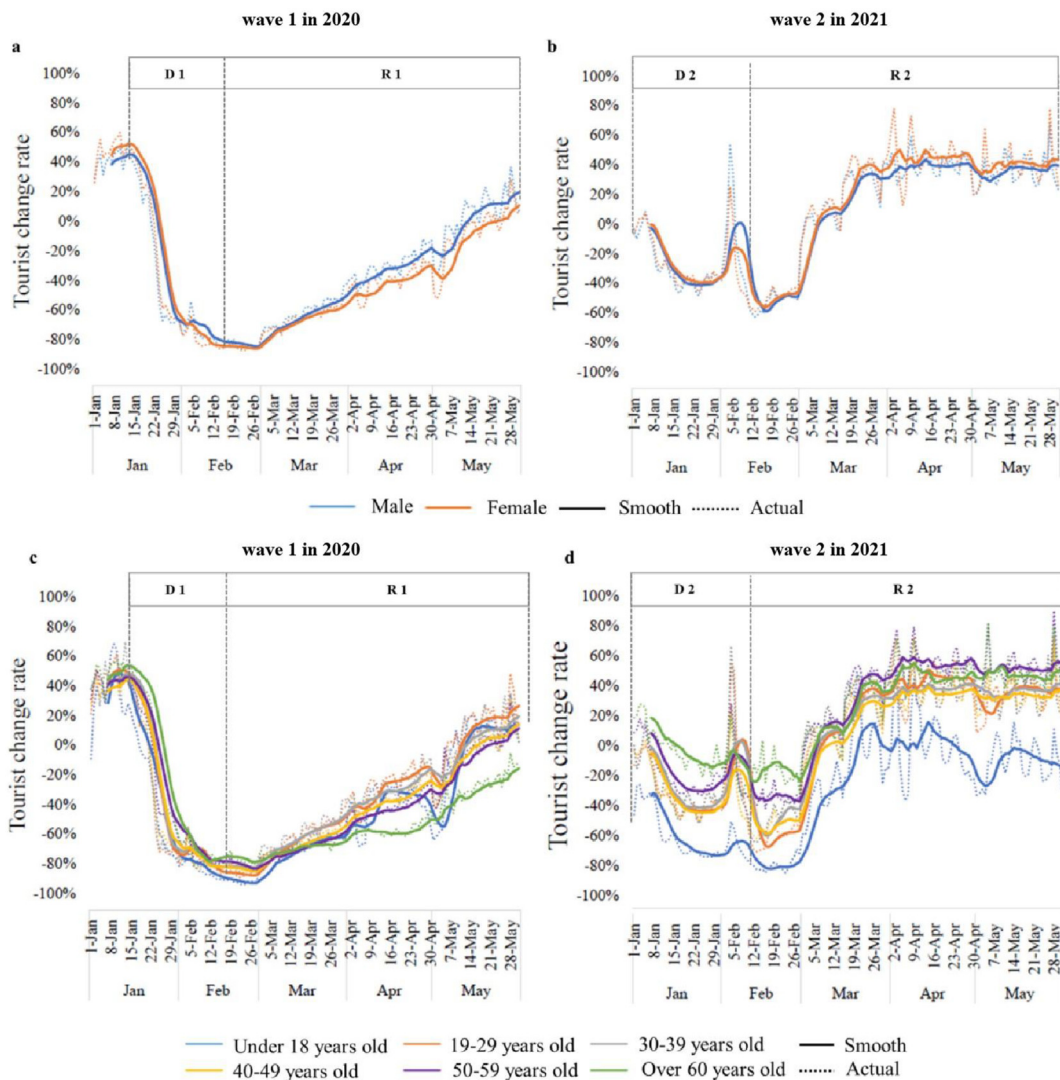 wave 1 in 2020
wave 2 in 2021
a
b
D 1
R 1
D 2
R 2
Tourist change rate
100%
80%
60%
40%
20%
0%
-20%
-40%
-60%
-80%
-100%
1-Jan
8-Jan
15-Jan
22-Jan
29-Jan
5-Feb
12-Feb
19-Feb
26-Feb
5-Mar
12-Mar
19-Mar
26-Mar
2-Apr
9-Apr
16-Apr
23-Apr
30-Apr
7-May
14-May
21-May
28-May
Jan
Feb
Mar
Apr
May
Tourist change rate
100%
80%
60%
40%
20%
0%
-20%
-40%
-60%
-80%
-100%
1-Jan
8-Jan
15-Jan
22-Jan
29-Jan
5-Feb
12-Feb
19-Feb
26-Feb
5-Mar
12-Mar
19-Mar
26-Mar
2-Apr
9-Apr
16-Apr
23-Apr
30-Apr
7-May
14-May
21-May
28-May
Jan
Feb
Mar
Apr
May
Male Female Smooth Actual
wave 1 in 2020
wave 2 in 2021
c
d
D 1
R 1
D 2
R 2
Tourist change rate
100%
80%
60%
40%
20%
0%
-20%
-40%
-60%
-80%
-100%
1-Jan
8-Jan
15-Jan
22-Jan
29-Jan
5-Feb
12-Feb
19-Feb
26-Feb
5-Mar
12-Mar
19-Mar
26-Mar
2-Apr
9-Apr
16-Apr
23-Apr
30-Apr
7-May
14-May
21-May
28-May
Jan
Feb
Mar
Apr
May
Tourist change rate
100%
80%
60%
40%
20%
0%
-20%
-40%
-60%
-80%
-100%
1-Jan
8-Jan
15-Jan
22-Jan
29-Jan
5-Feb
12-Feb
19-Feb
26-Feb
5-Mar
12-Mar
19-Mar
26-Mar
2-Apr
9-Apr
16-Apr
23-Apr
30-Apr
7-May
14-May
21-May
28-May
Jan
Feb
Mar
Apr
May
Under 18 years old 19-29 years old 30-39 years old Smooth
40-49 years old 50-59 years old Over 60 years old Actual